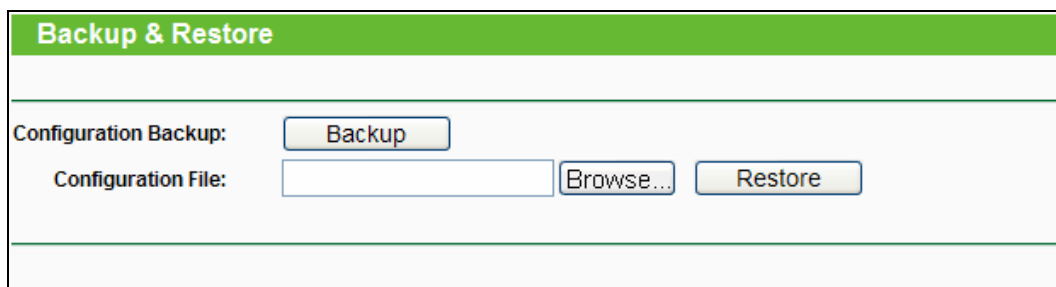 Backup & Restore
Configuration Backup: Backup
Configuration File: Browse... Restore